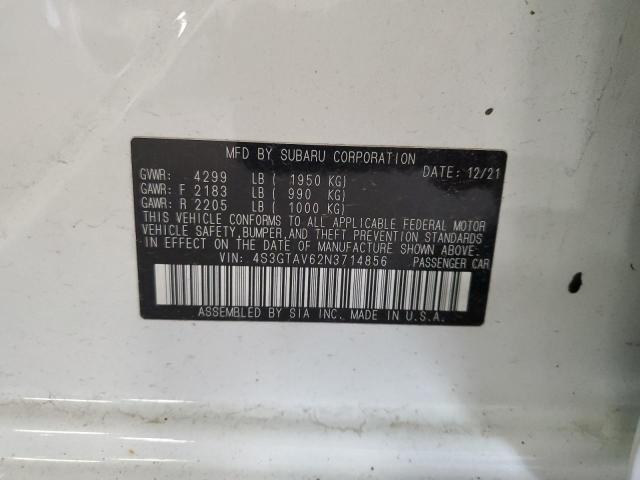 MFD BY SUBARU CORPORATION
DATE: 12/21
GVWR: 4299 LB ( 1950 KG)
GAWR: F 2183 LB ( 990 KG)
GAWR: R 2205 LB ( 1000 KG)
THIS VEHICLE CONFORMS TO ALL APPLICABLE FEDERAL MOTOR
VEHICLE SAFETY, BUMPER, AND THEFT PREVENTION STANDARDS
IN EFFECT ON THE DATE OF MANUFACTURE SHOWN ABOVE.
VIN: 4S3GTAV62N3714856 PASSENGER CAR
ASSEMBLED BY SIA INC. MADE IN U.S.A.